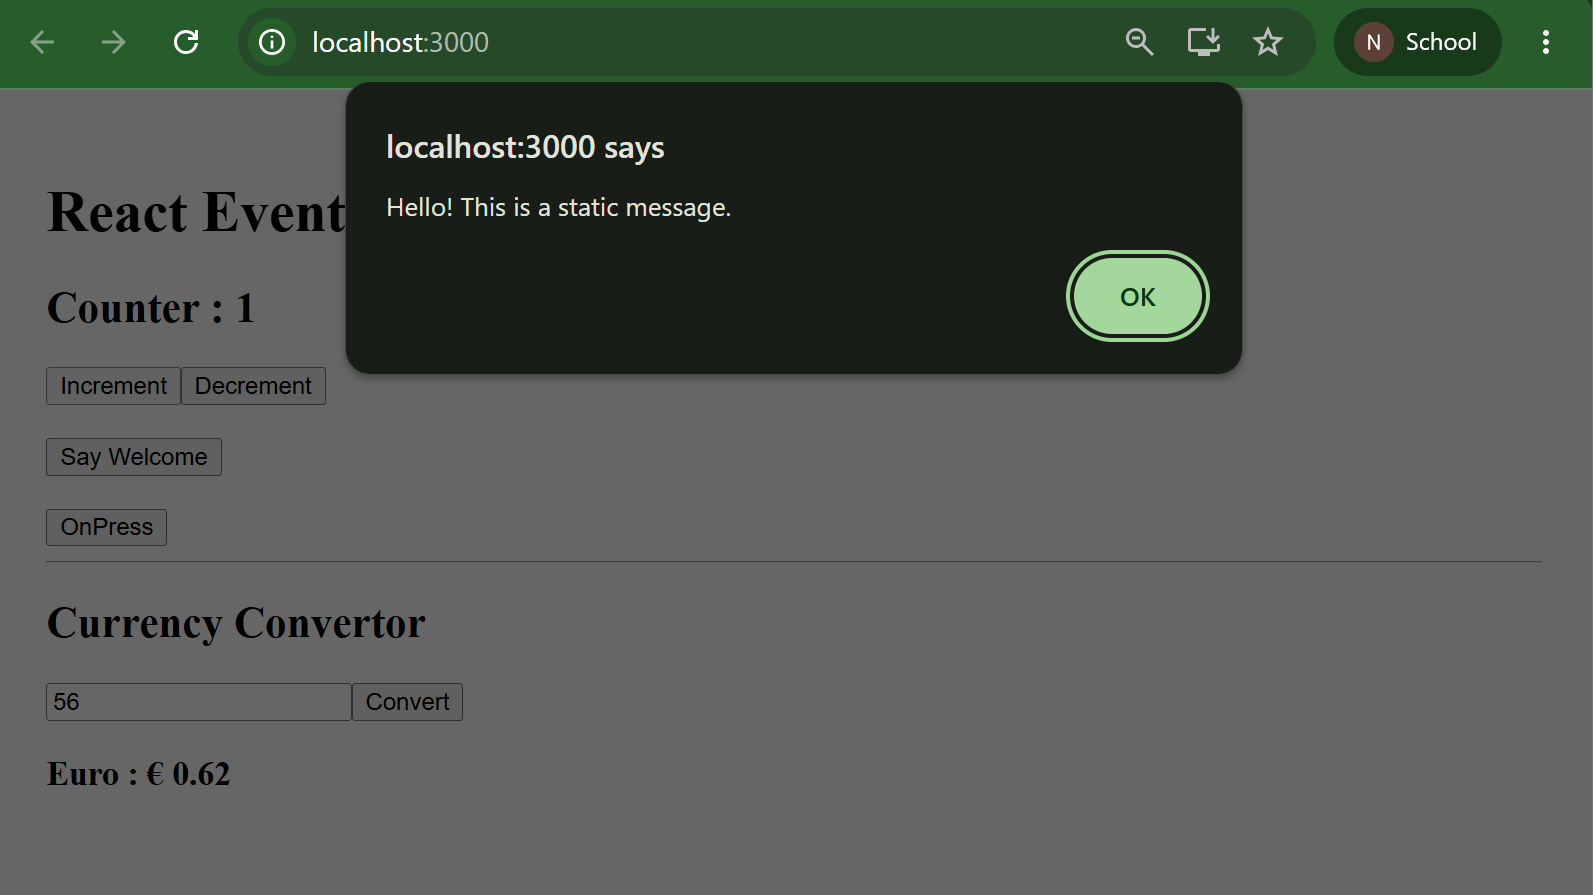 localhost:3000
N School
localhost:3000 says
Hello! This is a static message.
OK
React Event
Counter : 1
Increment Decrement
Say Welcome
OnPress
Currency Convertor
56 Convert
Euro : € 0.62